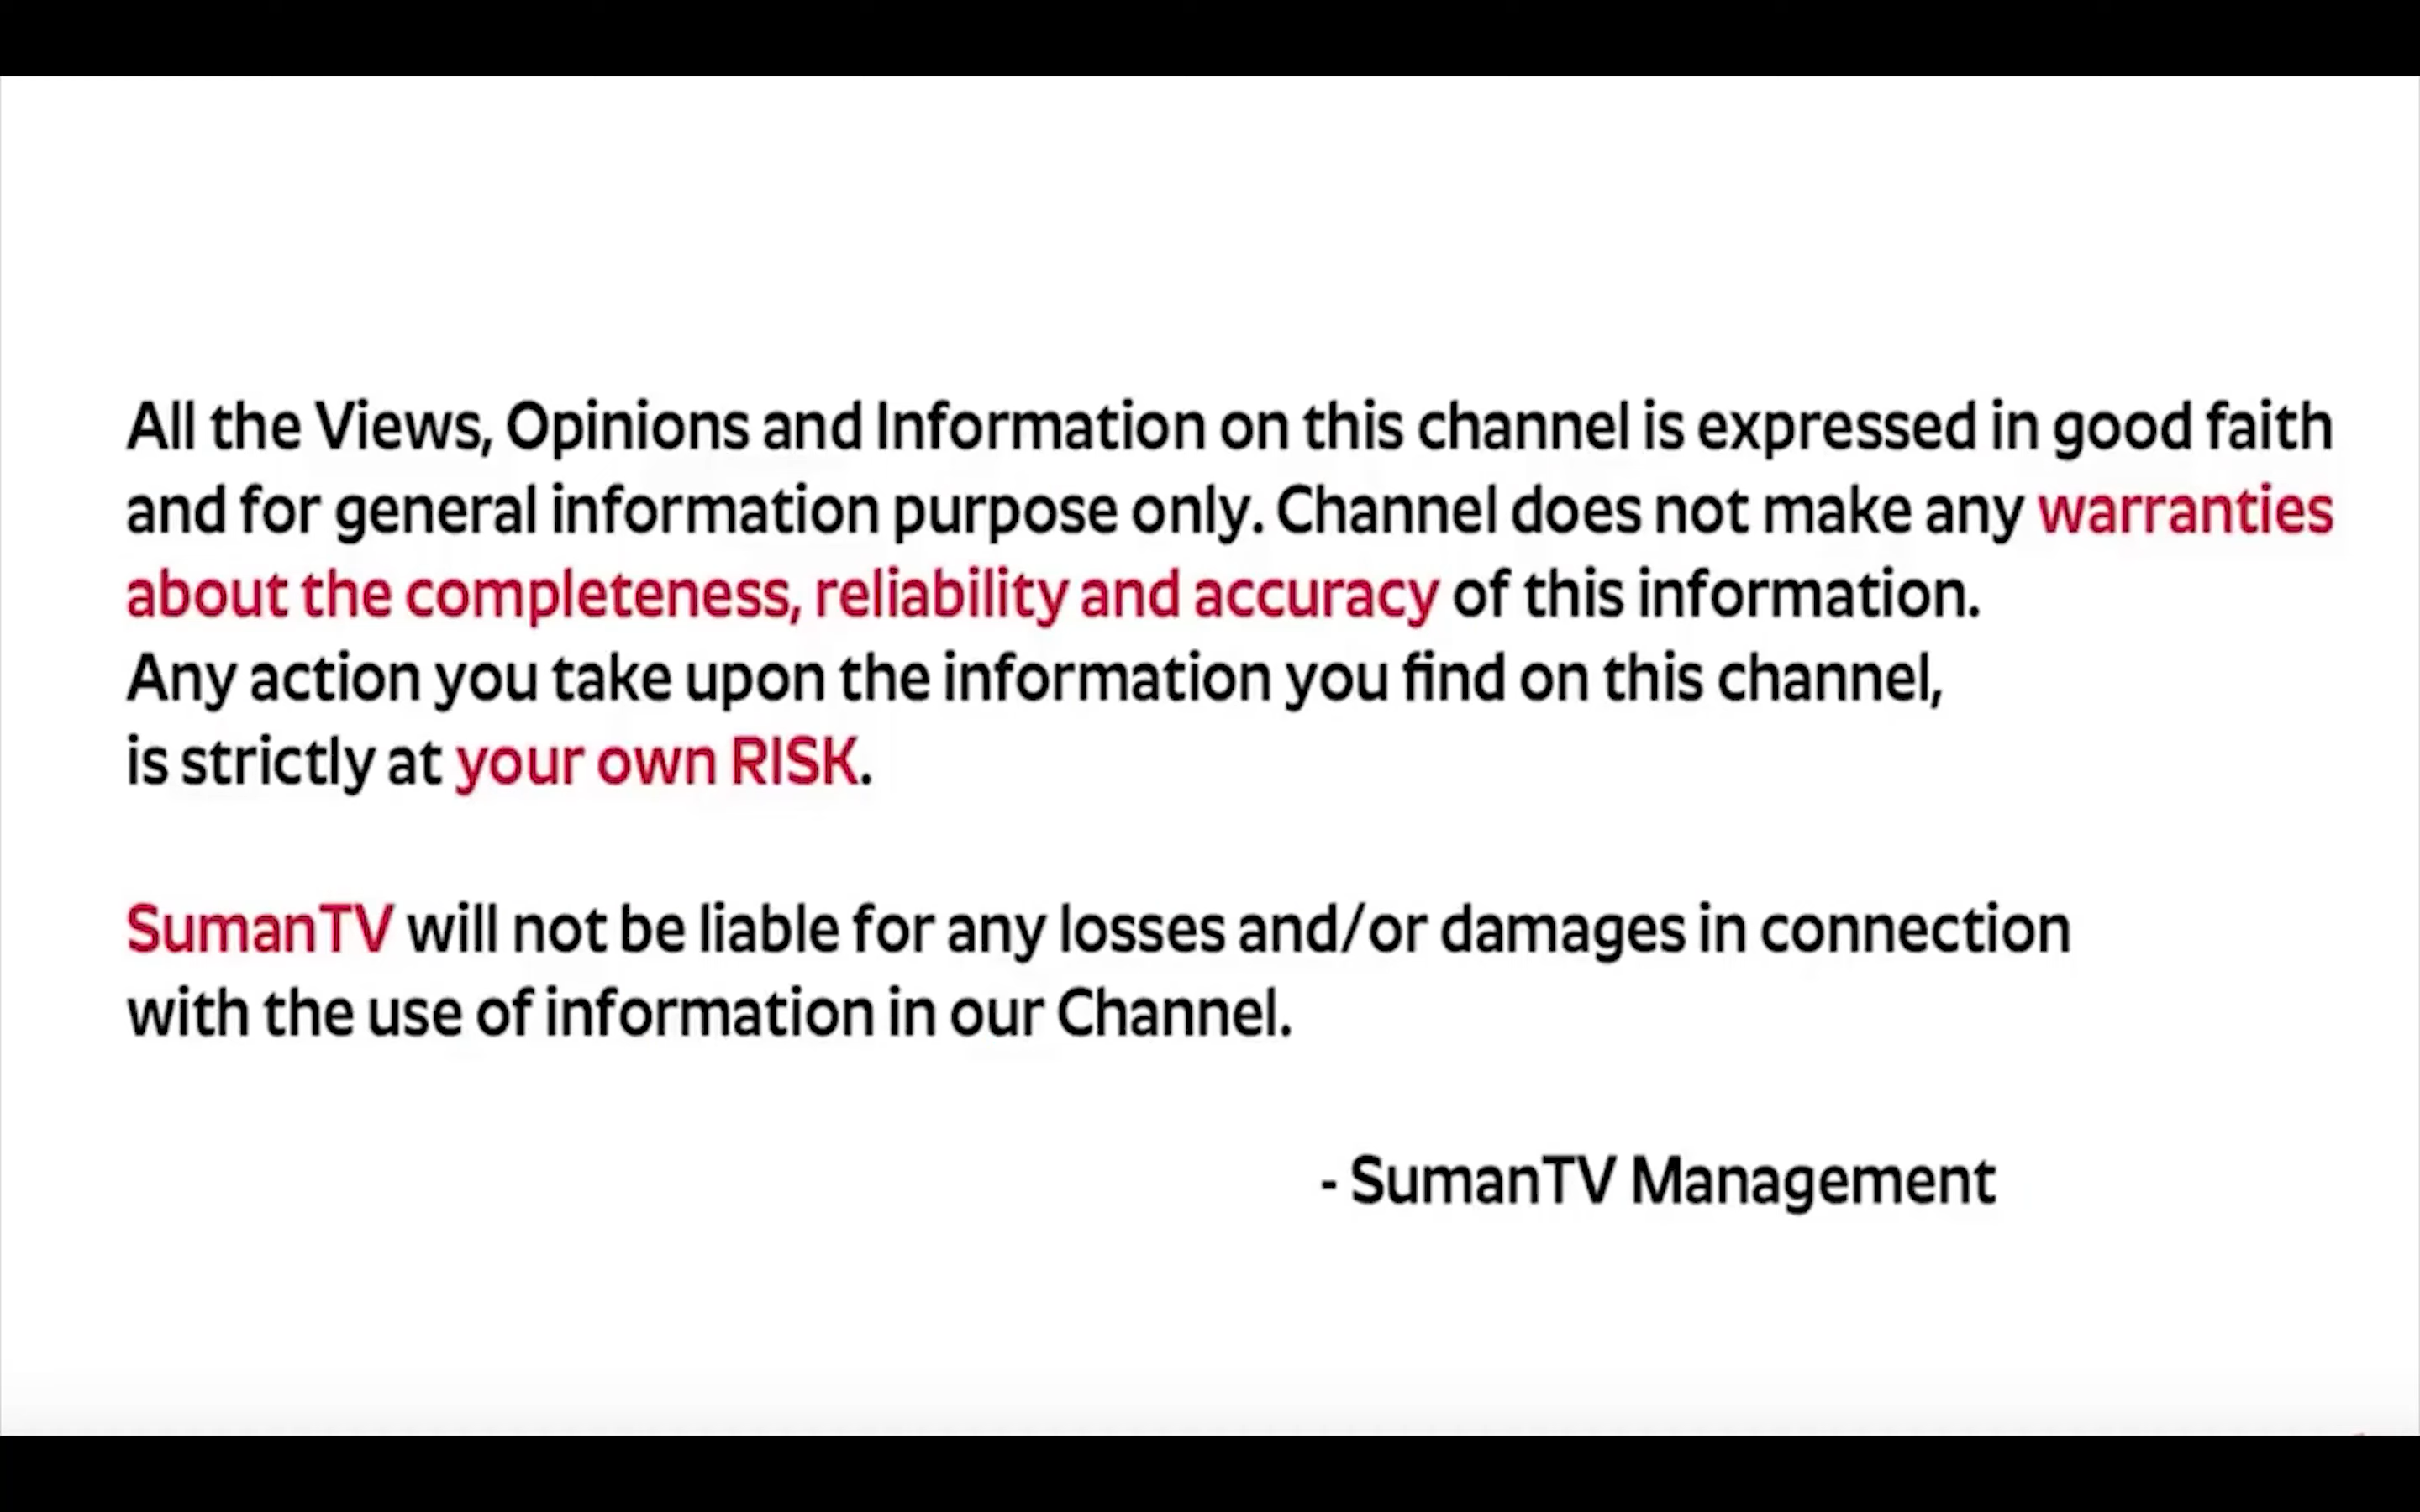 All the Views, Opinions and Information on this channel is expressed in good faith
and for general information purpose only. Channel does not make any warranties
about the completeness, reliability and accuracy of this information.
Any action you take upon the information you find on this channel,
is strictly at your own RISK.
SumanTV will not be liable for any losses and/or damages in connection
with the use of information in our Channel.
- SumanTV Management